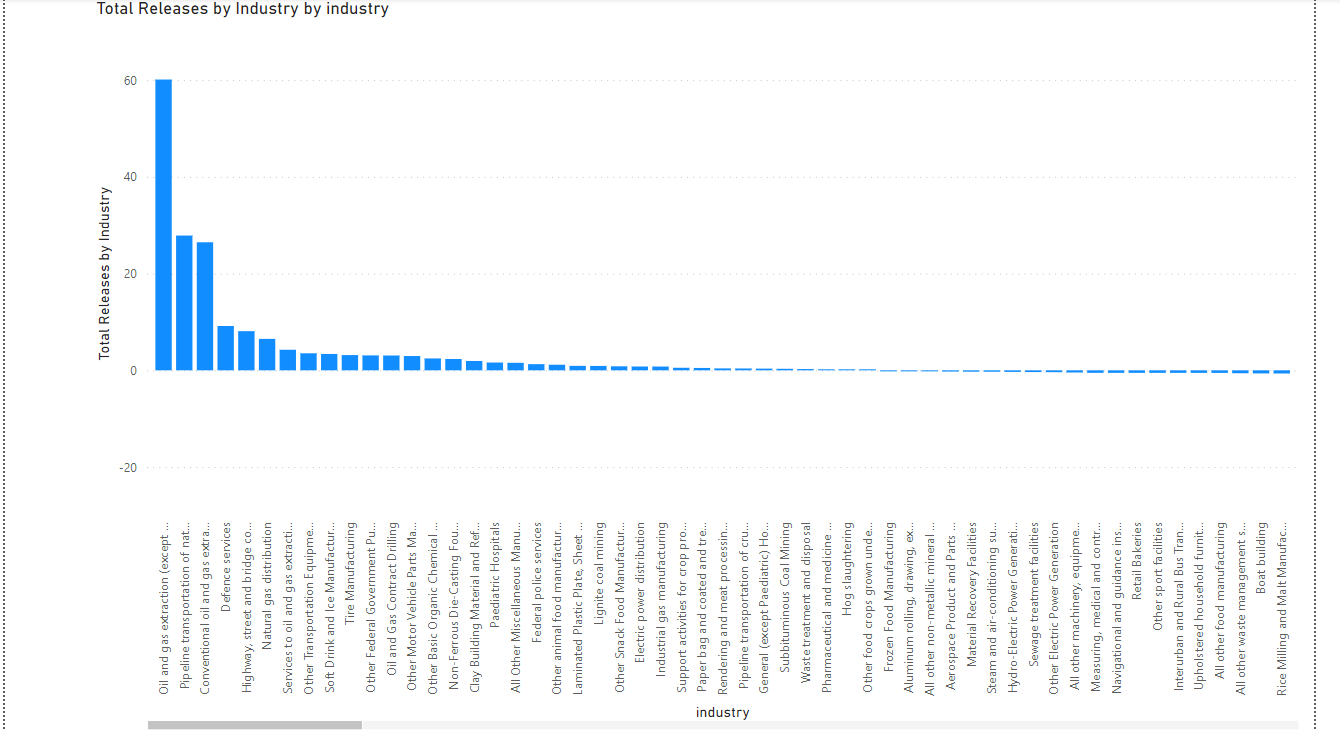 Total Releases by Industry by industry
60
40
20
0
-20
Total Releases by Industry
Oil and gas extraction (except ...
Pipeline transportation of nat...
Conventional oil and gas extra...
Defence services
Highway, street and bridge co...
Natural gas distribution
Services to oil and gas extracti...
Other Transportation Equipme...
Soft Drink and Ice Manufactur...
Tire Manufacturing
Other Federal Government Pu...
Oil and Gas Contract Drilling
Other Motor Vehicle Parts Ma...
Other Basic Organic Chemical ...
Non-Ferrous Die-Casting Fou...
Clay Building Material and Ref...
Paediatric Hospitals
All Other Miscellaneous Manu...
Federal police services
Other animal food manufactur...
Laminated Plastic Plate, Sheet ...
Lignite coal mining
Other Snack Food Manufactur...
Electric power distribution
Industrial gas manufacturing
Support activities for crop pro...
Paper bag and coated and tre...
Rendering and meat processin...
Pipeline transportation of cru...
General (except Paediatric) Ho...
Subbituminous Coal Mining
Waste treatment and disposal
Pharmaceutical and medicine ...
Hog slaughtering
Other food crops grown unde...
Frozen Food Manufacturing
Aluminum rolling, drawing, ex...
All other non-metallic mineral ...
Aerospace Product and Parts ...
Material Recovery Facilities
Steam and air-conditioning su...
Hydro-Electric Power Generati...
Sewage treatment facilities
Other Electric Power Generation
All other machinery, equipme...
Measuring, medical and contr...
Navigational and guidance ins...
Retail Bakeries
Other sport facilities
Interurban and Rural Bus Tran...
Upholstered household furnit...
All other food manufacturing
All other waste management s...
Boat building
Rice Milling and Malt Manufac...
industry